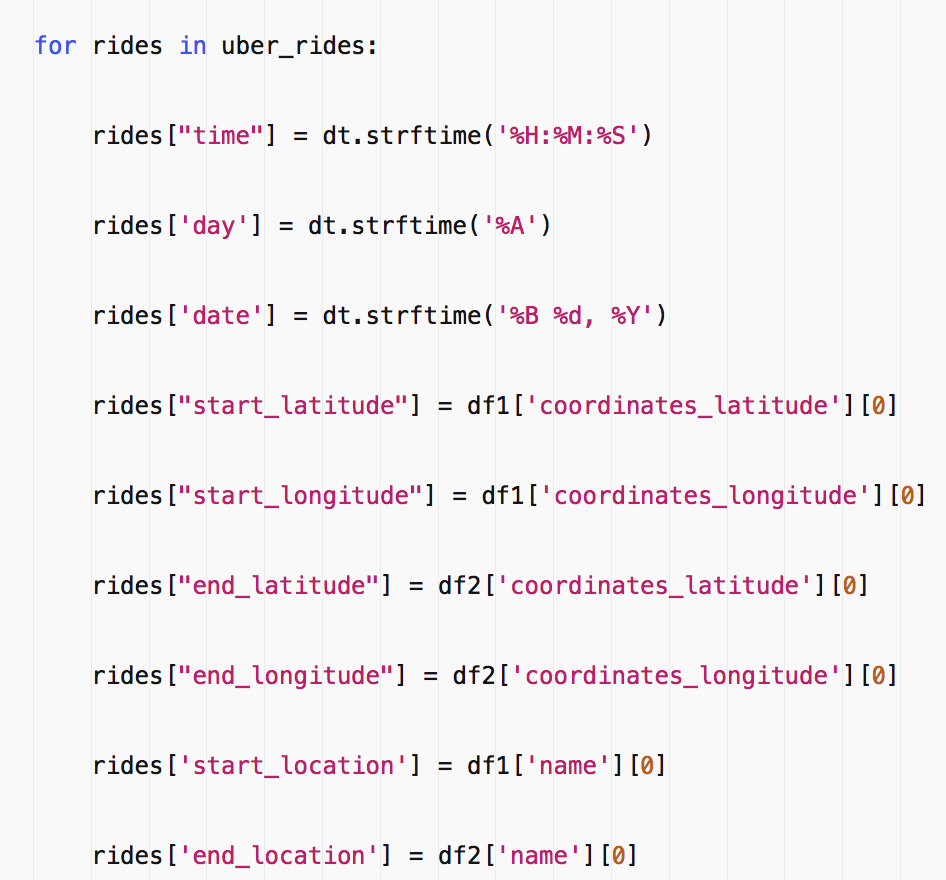 for rides in uber_rides:
rides["time"] = dt.strftime('%H:%M:%S')
rides['day'] = dt.strftime('%A')
rides['date'] = dt.strftime('%B %d, %Y')
rides["start_latitude"] = df1['coordinates_latitude'][0]
rides["start_longitude"] = df1['coordinates_longitude'][0]
rides["end_latitude"] = df2['coordinates_latitude'][0]
rides["end_longitude"] = df2['coordinates_longitude'][0]
rides['start_location'] = df1['name'][0]
rides['end_location'] = df2['name'][0]